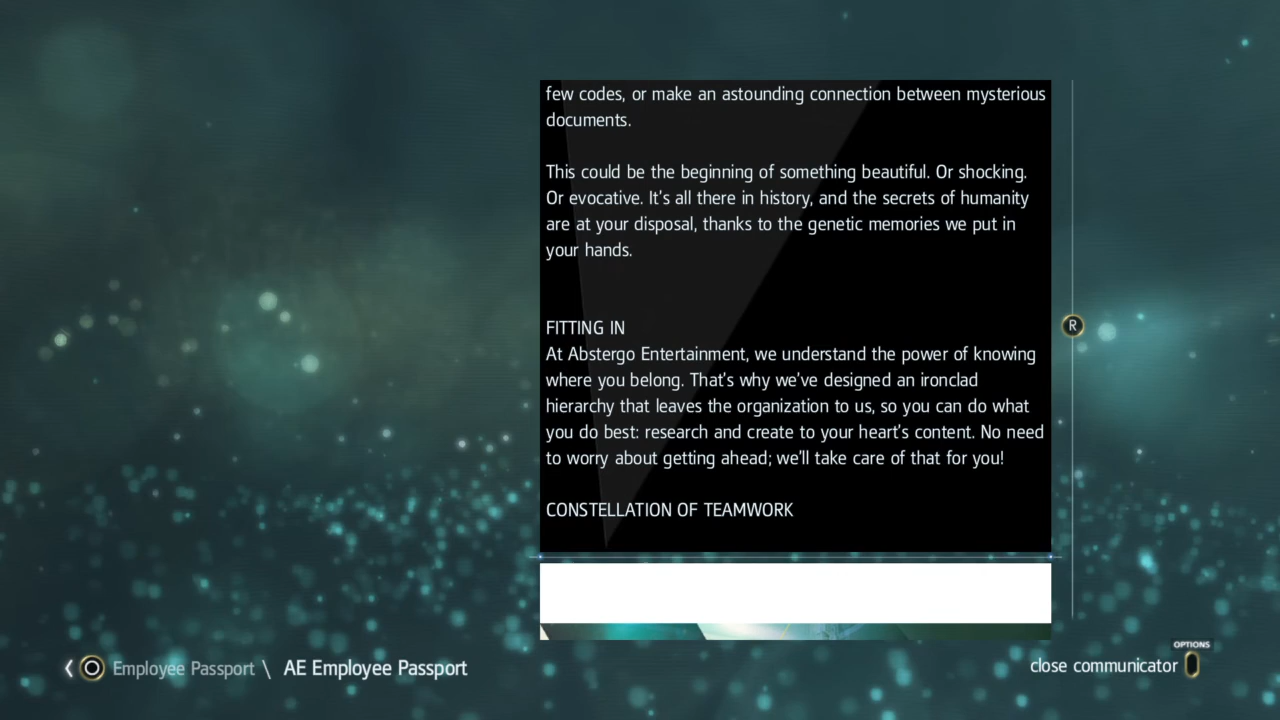 few codes, or make an astounding connection between mysterious
documents.
This could be the beginning of something beautiful. Or shocking.
Or evocative. It's all there in history, and the secrets of humanity
are at your disposal, thanks to the genetic memories we put in
your hands.
FITTING IN
At Abstergo Entertainment, we understand the power of knowing
where you belong. That's why we've designed an ironclad
hierarchy that leaves the organization to us, so you can do what
you do best: research and create to your heart's content. No need
to worry about getting ahead; we'll take care of that for you!
CONSTELLATION OF TEAMWORK
R
Employee Passport \ AE Employee Passport
OPTIONS
close communicator